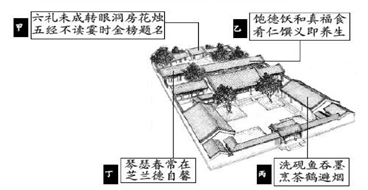 甲
六礼未成转眼洞房花烛
五经不读霎时金榜题名
乙
饱德饫和真福食
肴仁馔义即养生
丁
琴瑟春常在
芝兰德自馨
丙
洗砚鱼吞墨
烹茶鹤避烟